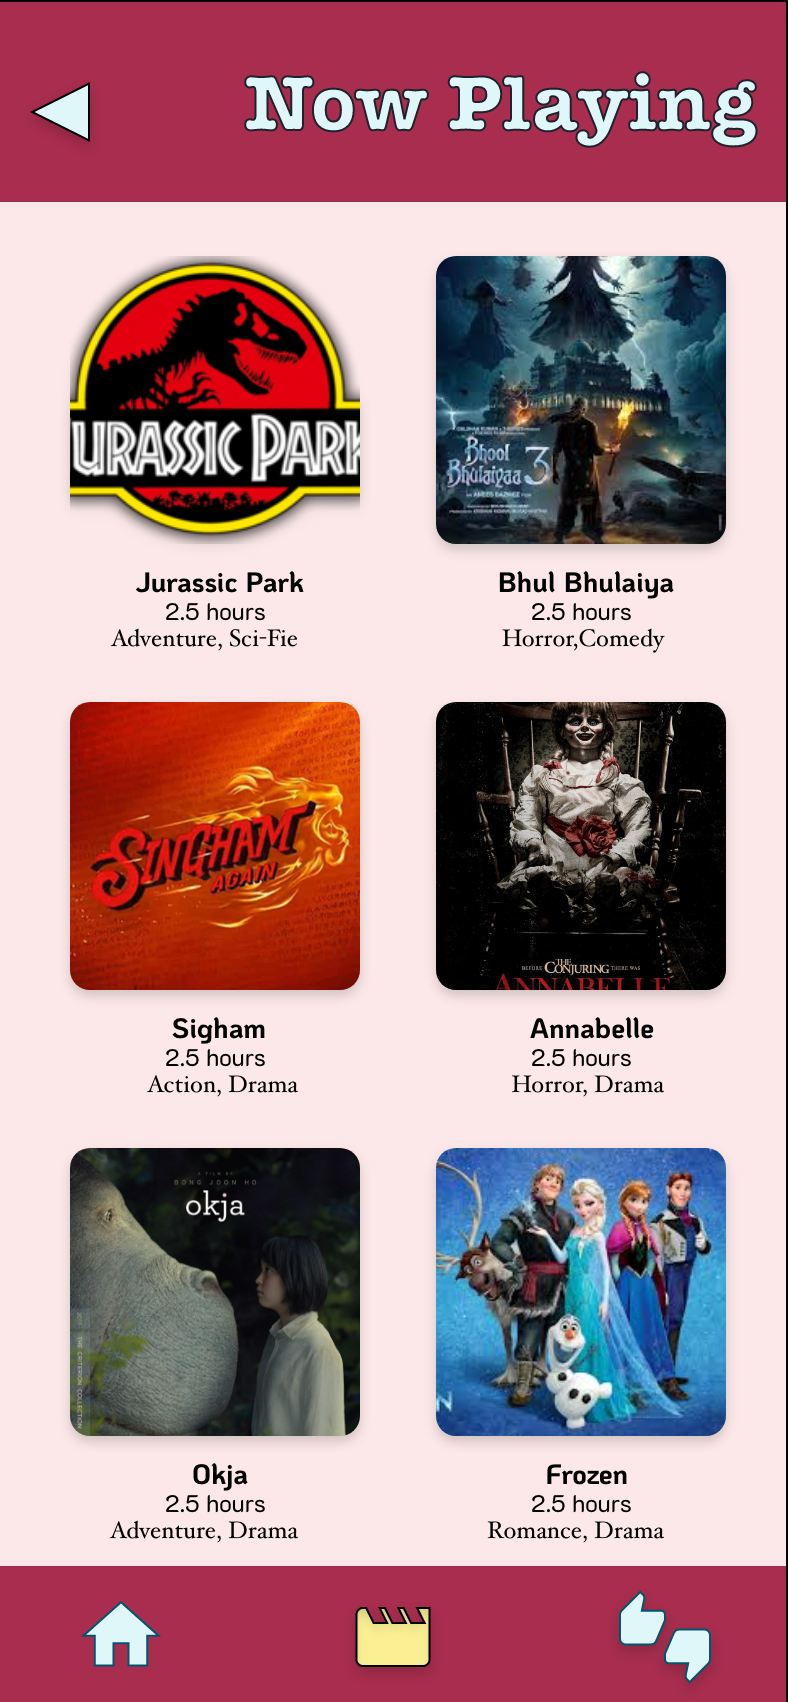 Now Playing
URASSIC PARK
Bhool
Bhulaiyaa 3
Jurassic Park
2.5 hours
Adventure, Sci-Fie
Bhul Bhulaiya
2.5 hours
Horror,Comedy
SINGHAM
AGAIN
BEFORE THE CONJURING THERE WAS
ANNABELLE
Sigham
2.5 hours
Action, Drama
Annabelle
2.5 hours
Horror, Drama
A FILM BY
BONG JOON HO
okja
THE CRITERION COLLECTION
N
Okja
2.5 hours
Adventure, Drama
Frozen
2.5 hours
Romance, Drama